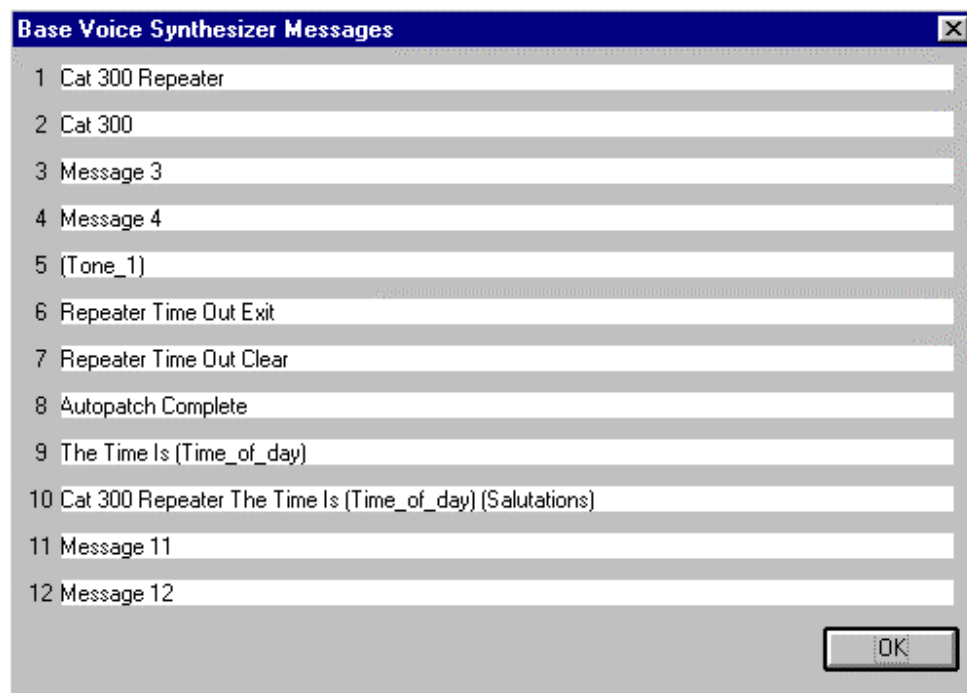 Base Voice Synthesizer Messages
1 Cat 300 Repeater
2 Cat 300
3 Message 3
4 Message 4
5 (Tone_1)
6 Repeater Time Out Exit
7 Repeater Time Out Clear
8 Autopatch Complete
9 The Time Is (Time_of_day)
10 Cat 300 Repeater The Time Is (Time_of_day) (Salutations)
11 Message 11
12 Message 12
OK